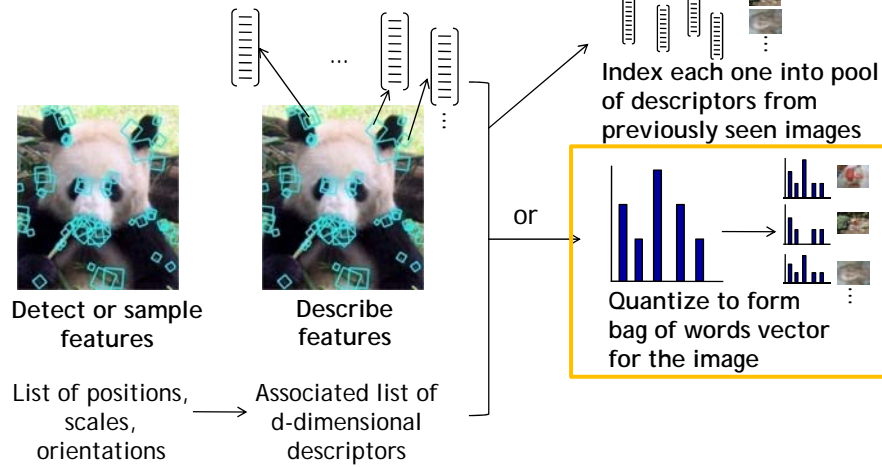 ...
⋮
⋮
Index each one into pool
of descriptors from
previously seen images
or
Detect or sample
features
Describe
features
Quantize to form
bag of words vector
for the image
⋮
List of positions,
scales,
orientations
Associated list of
d-dimensional
descriptors